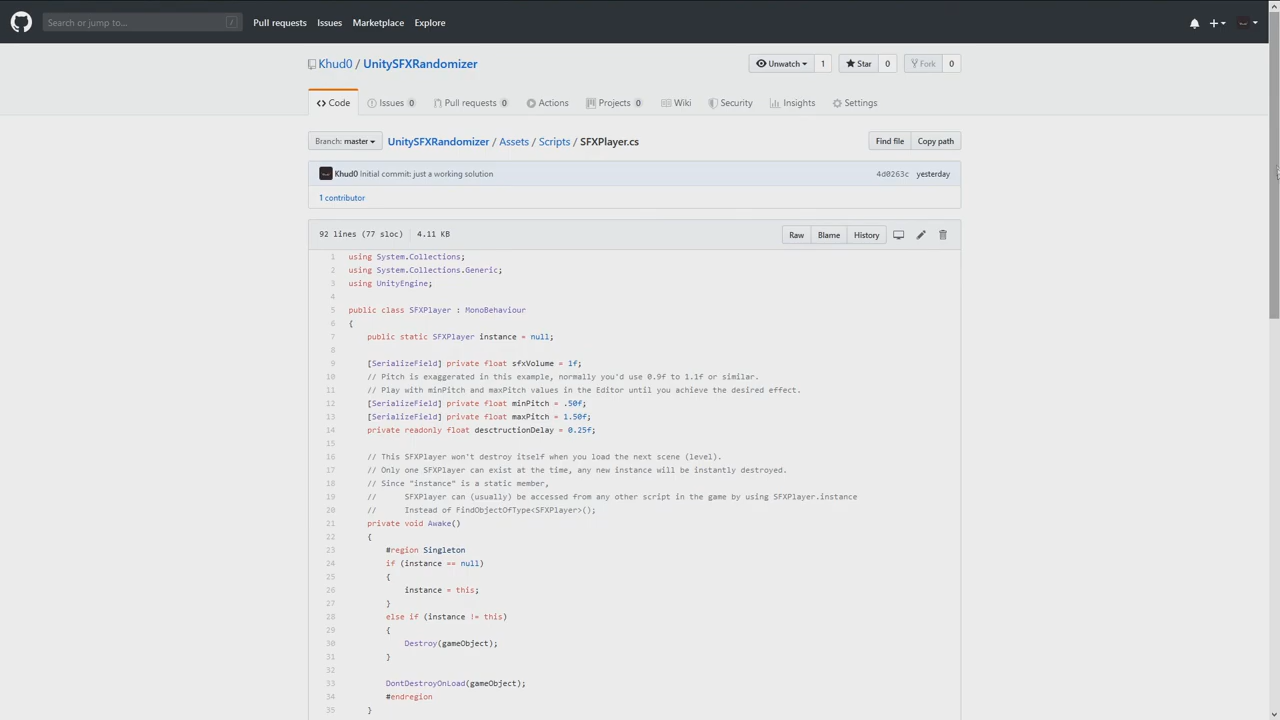 Search or jump to... / Pull requests Issues Marketplace Explore
Khud0 / UnitySFXRandomizer Unwatch 1 Star 0 Fork 0
Code Issues 0 Pull requests 0 Actions Projects 0 Wiki Security Insights Settings
Branch: master UnitySFXRandomizer / Assets / Scripts / SFXPlayer.cs Find file Copy path
Khud0 Initial commit: just a working solution 4d0263c yesterday
1 contributor
92 lines (77 sloc) 4.11 KB Raw Blame History
1 using System.Collections;
2 using System.Collections.Generic;
3 using UnityEngine;
4
5 public class SFXPlayer : MonoBehaviour
6 {
7 public static SFXPlayer instance = null;
8
9 [SerializeField] private float sfxVolume = 1f;
10 // Pitch is exaggerated in this example, normally you'd use 0.9f to 1.1f or similar.
11 // Play with minPitch and maxPitch values in the Editor until you achieve the desired effect.
12 [SerializeField] private float minPitch = .50f;
13 [SerializeField] private float maxPitch = 1.50f;
14 private readonly float desctructionDelay = 0.25f;
15
16 // This SFXPlayer won't destroy itself when you load the next scene (level).
17 // Only one SFXPlayer can exist at the time, any new instance will be instantly destroyed.
18 // Since "instance" is a static member,
19 // SFXPlayer can (usually) be accessed from any other script in the game by using SFXPlayer.instance
20 // Instead of FindObjectOfType<SFXPlayer>();
21 private void Awake()
22 {
23 #region Singleton
24 if (instance == null)
25 {
26 instance = this;
27 }
28 else if (instance != this)
29 {
30 Destroy(gameObject);
31 }
32
33 DontDestroyOnLoad(gameObject);
34 #endregion
35 }